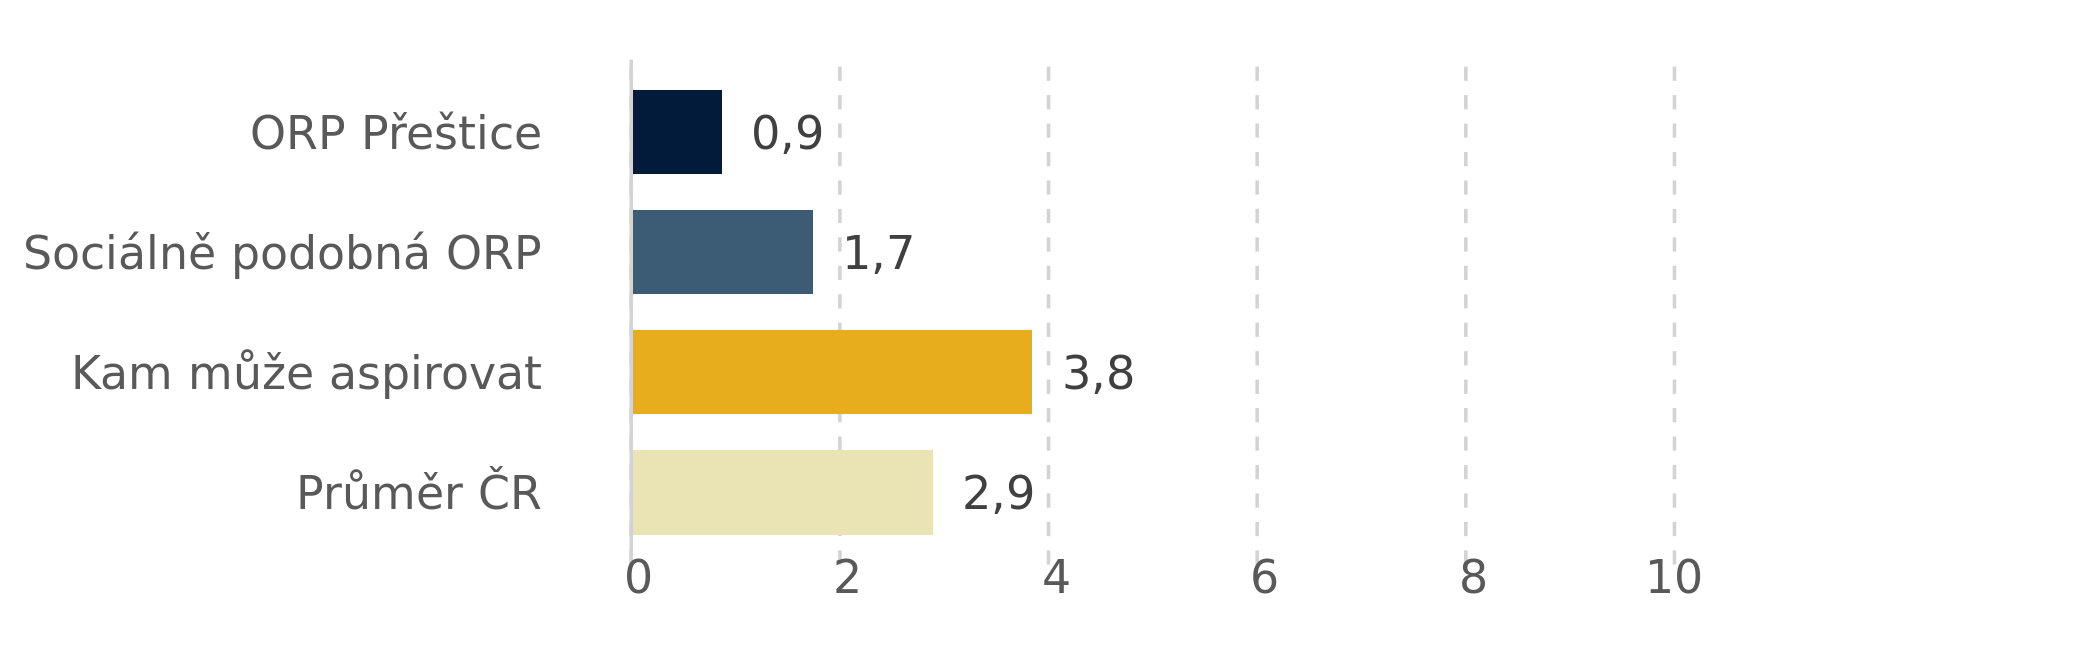 ORP Přeštice 0,9
Sociálně podobná ORP 1,7
Kam může aspirovat 3,8
Průměr ČR 2,9
0 2 4 6 8 10